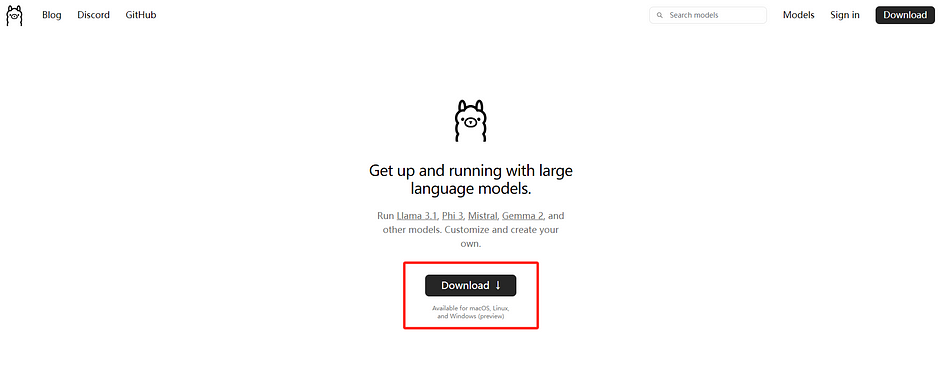 Blog Discord GitHub Search models Models Sign in Download
Get up and running with large
language models.
Run Llama 3.1, Phi 3, Mistral, Gemma 2, and
other models. Customize and create your
own.
Download ↓
Available for macOS, Linux,
and Windows (preview)